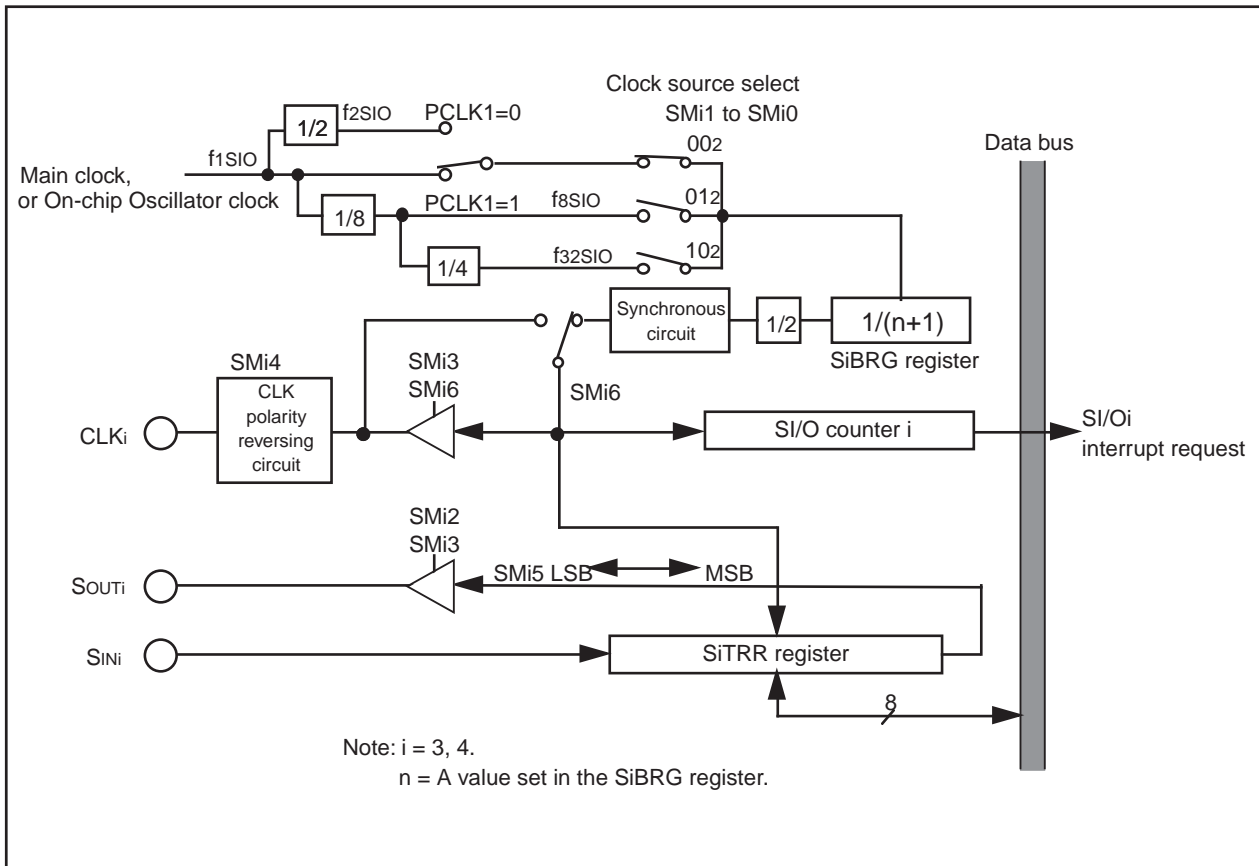 Clock source select
SMi1 to SMi0
1/2
f2SIO
PCLK1=0
002
Data bus
f1SIO
Main clock,
or On-chip Oscillator clock
1/8
PCLK1=1
f8SIO
012
1/4
f32SIO
102
Synchronous
circuit
1/2
1/(n+1)
SiBRG register
SMi4
SMi3
SMi6
SMi6
CLKi
CLK
polarity
reversing
circuit
SI/O counter i
SI/Oi
interrupt request
SMi2
SMi3
SOUTi
SMi5 LSB
MSB
SINi
SiTRR register
8
Note: i = 3, 4.
n = A value set in the SiBRG register.